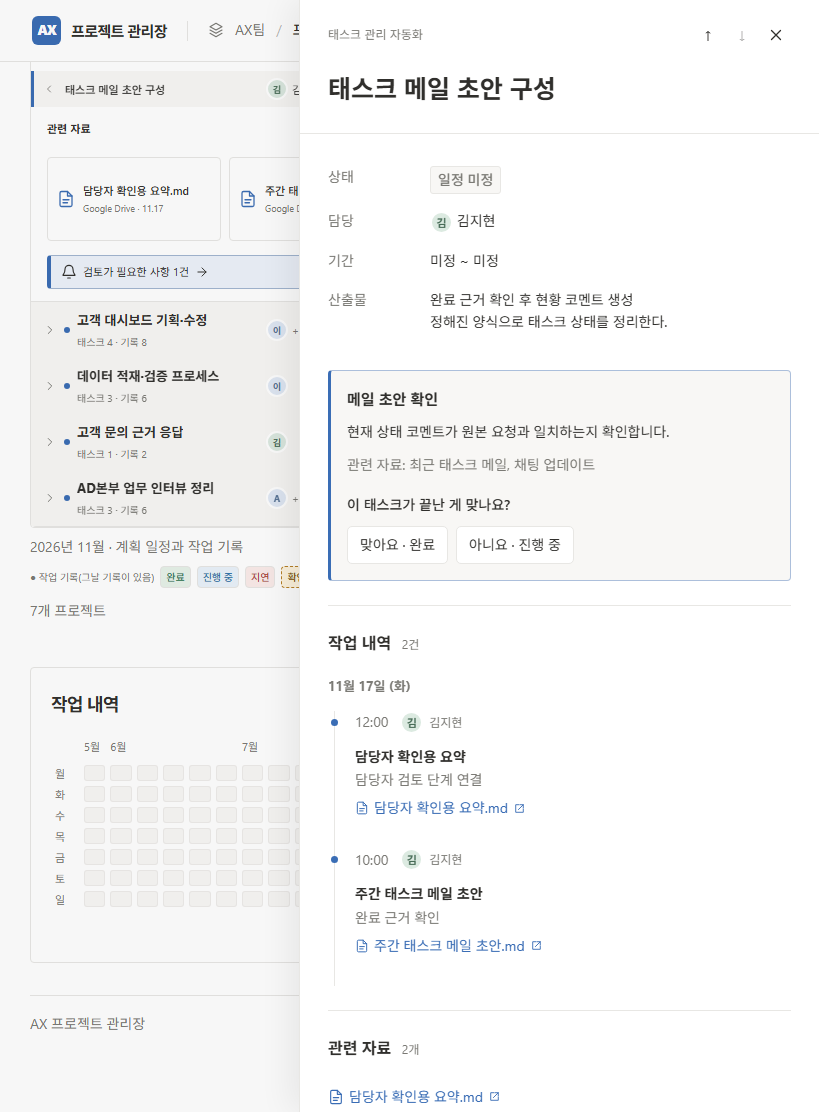 AX 프로젝트 관리장
AX팀 /
태스크 메일 초안 구성
김
관련 자료
담당자 확인용 요약.md
Google Drive · 11.17
주간
검토가 필요한 사항 1건 →
고객 대시보드 기획·수정
태스크 4 · 기록 8
이 +
데이터 적재·검증 프로세스
태스크 3 · 기록 6
이
고객 문의 근거 응답
태스크 1 · 기록 2
김
AD본부 업무 인터뷰 정리
태스크 3 · 기록 6
A +
2026년 11월 · 계획 일정과 작업 기록
• 작업 기록(그날 기록이 있음) 완료 진행 중 지연
7개 프로젝트
작업 내역
5월 6월 7월
월
화
수
목
금
토
일
AX 프로젝트 관리장
태스크 관리 자동화
↑ ↓ ×
태스크 메일 초안 구성
상태 일정 미정
담당 김 김지현
기간 미정 ~ 미정
산출물 완료 근거 확인 후 현황 코멘트 생성
정해진 양식으로 태스크 상태를 정리한다.
메일 초안 확인
현재 상태 코멘트가 원본 요청과 일치하는지 확인합니다.
관련 자료: 최근 태스크 메일, 채팅 업데이트
이 태스크가 끝난 게 맞나요?
맞아요 · 완료 아니요 · 진행 중
작업 내역 2건
11월 17일 (화)
12:00 김 김지현
담당자 확인용 요약
담당자 검토 단계 연결
담당자 확인용 요약.md
10:00 김 김지현
주간 태스크 메일 초안
완료 근거 확인
주간 태스크 메일 초안.md
관련 자료 2개
담당자 확인용 요약.md